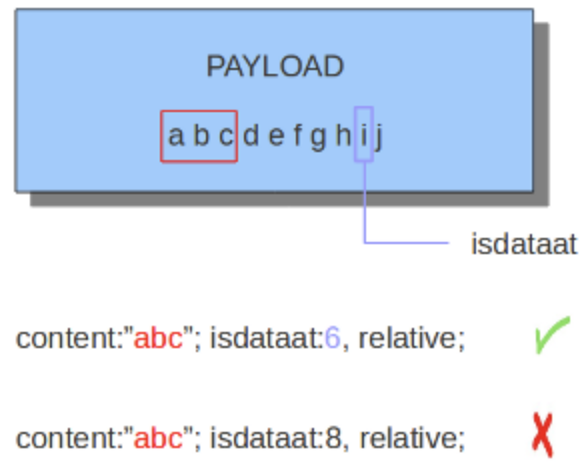 PAYLOAD
a b c d e f g h i j
isdataat
content:”abc”; isdataat:6, relative;
content:”abc”; isdataat:8, relative;